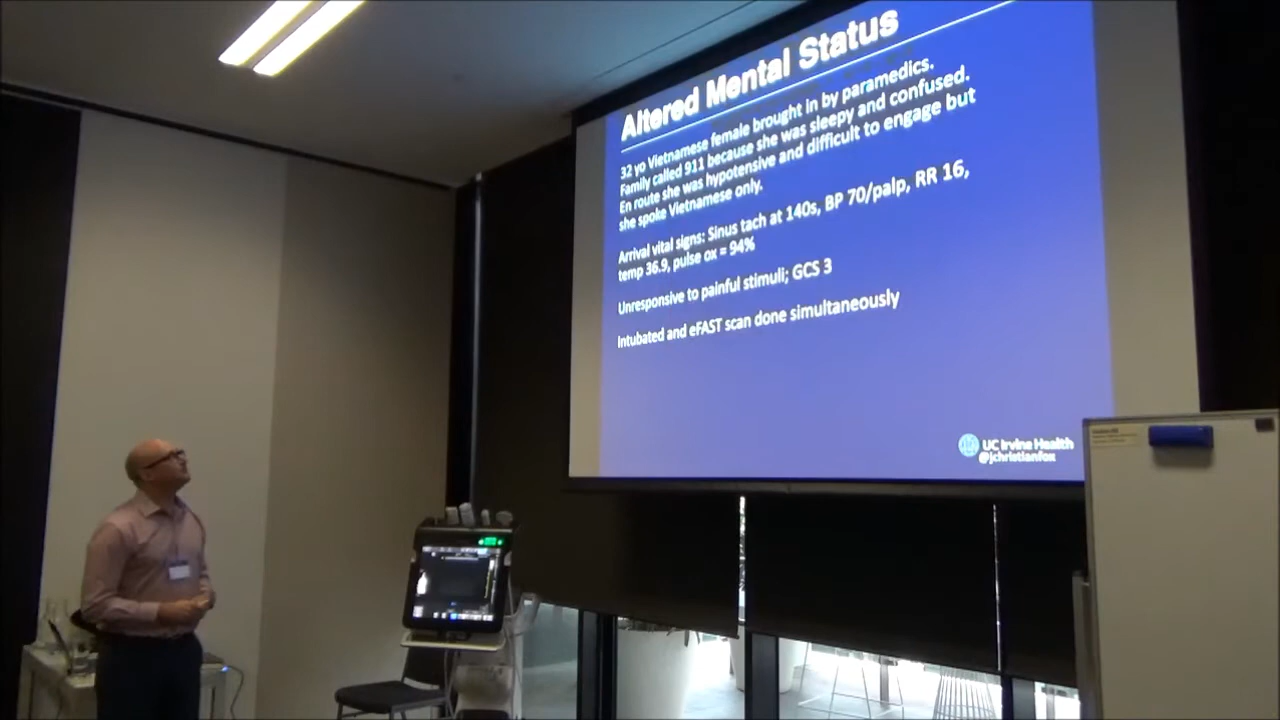 Altered Mental Status
32 yo Vietnamese female brought in by paramedics.
Family called 911 because she was sleepy and confused.
En route she was hypotensive and difficult to engage but
she spoke Vietnamese only.
Arrival vital signs: Sinus tach at 140s, BP 70/palp, RR 16,
temp 36.9, pulse ox = 94%
Unresponsive to painful stimuli; GCS 3
Intubated and eFAST scan done simultaneously
UC Irvine Health
@jchristianfox